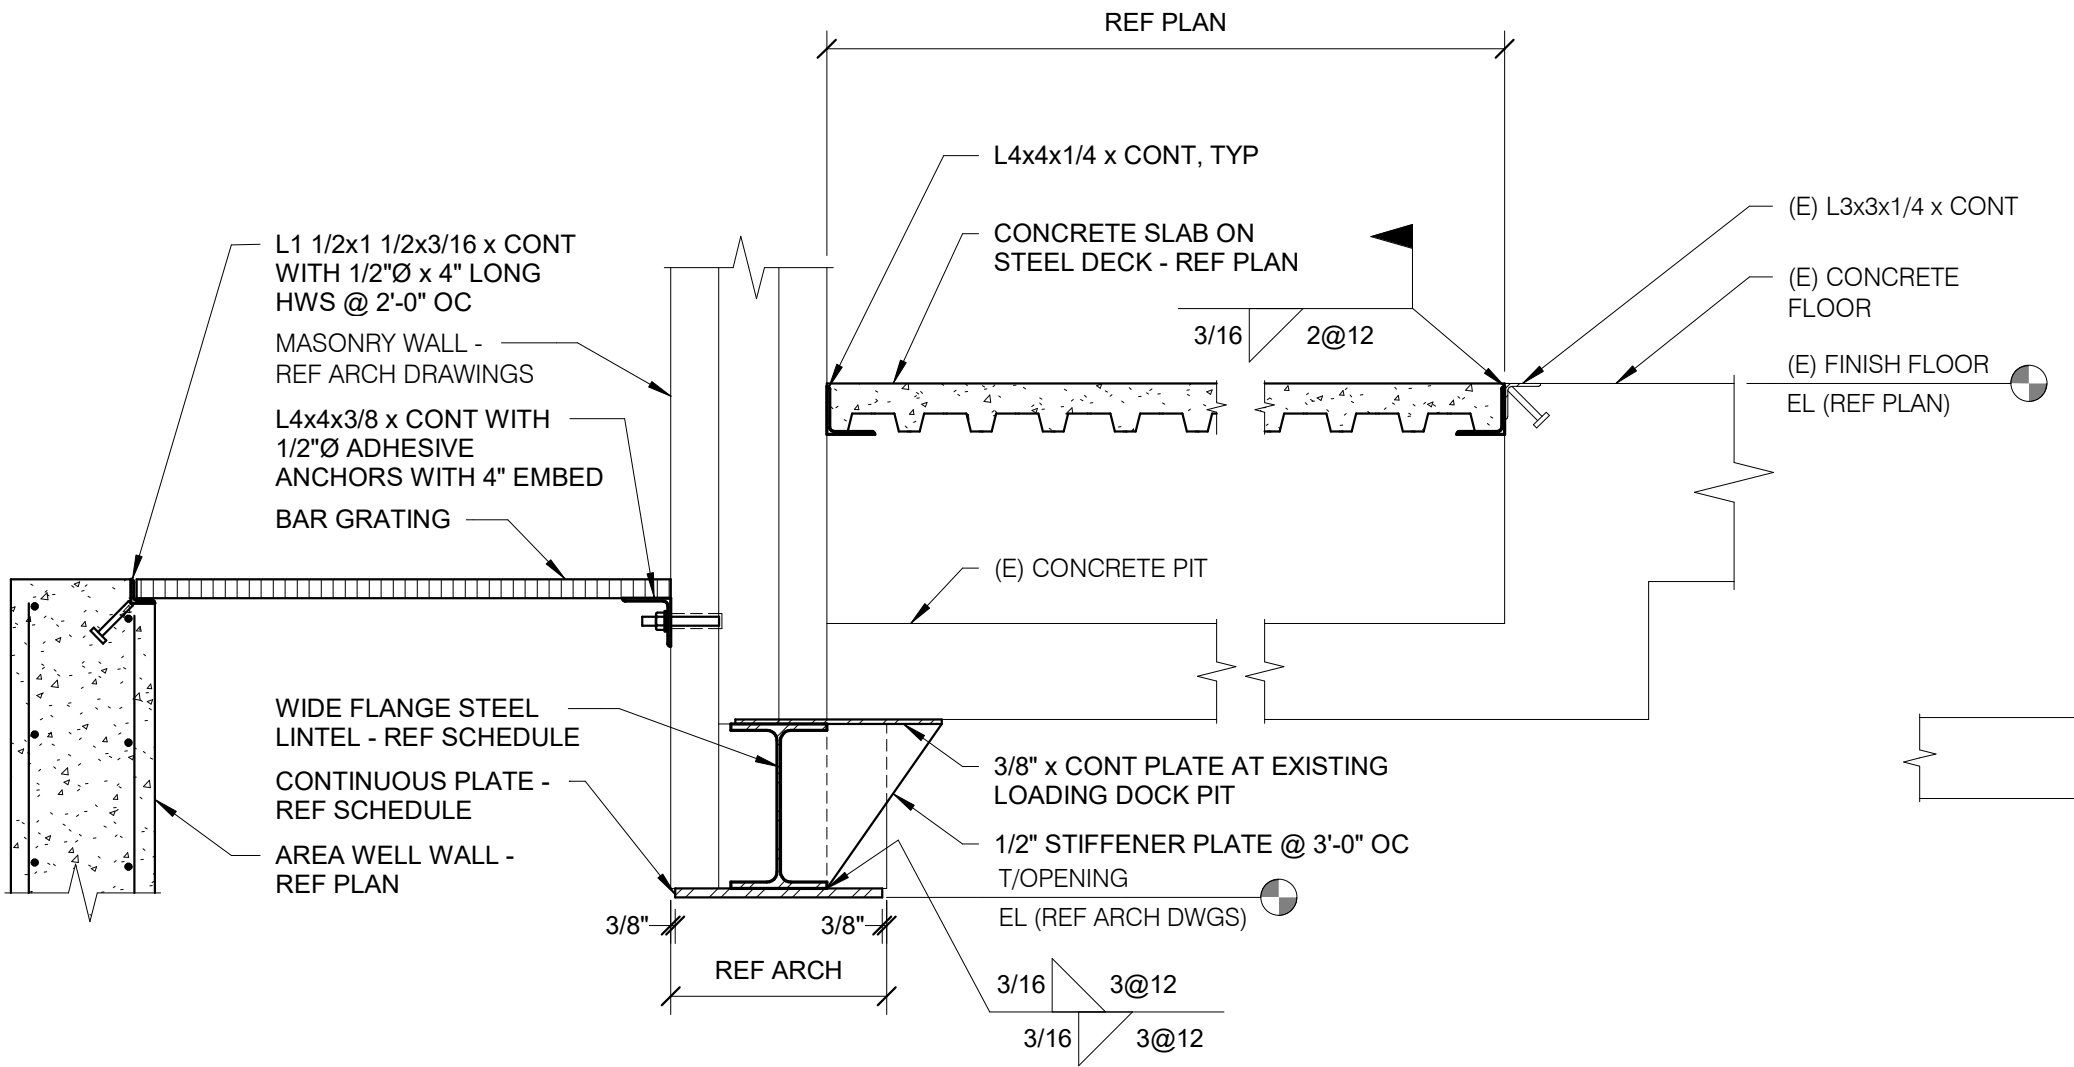 REF PLAN
L4x4x1/4 x CONT, TYP
CONCRETE SLAB ON
STEEL DECK - REF PLAN
(E) L3x3x1/4 x CONT
(E) CONCRETE
FLOOR
(E) FINISH FLOOR
EL (REF PLAN)
3/16
2@12
L1 1/2x1 1/2x3/16 x CONT
WITH 1/2"Ø x 4" LONG
HWS @ 2'-0" OC
MASONRY WALL -
REF ARCH DRAWINGS
L4x4x3/8 x CONT WITH
1/2"Ø ADHESIVE
ANCHORS WITH 4" EMBED
BAR GRATING
(E) CONCRETE PIT
WIDE FLANGE STEEL
LINTEL - REF SCHEDULE
CONTINUOUS PLATE -
REF SCHEDULE
AREA WELL WALL -
REF PLAN
3/8" x CONT PLATE AT EXISTING
LOADING DOCK PIT
1/2" STIFFENER PLATE @ 3'-0" OC
T/OPENING
EL (REF ARCH DWGS)
3/8"
3/8"
REF ARCH
3/16
3@12
3/16
3@12